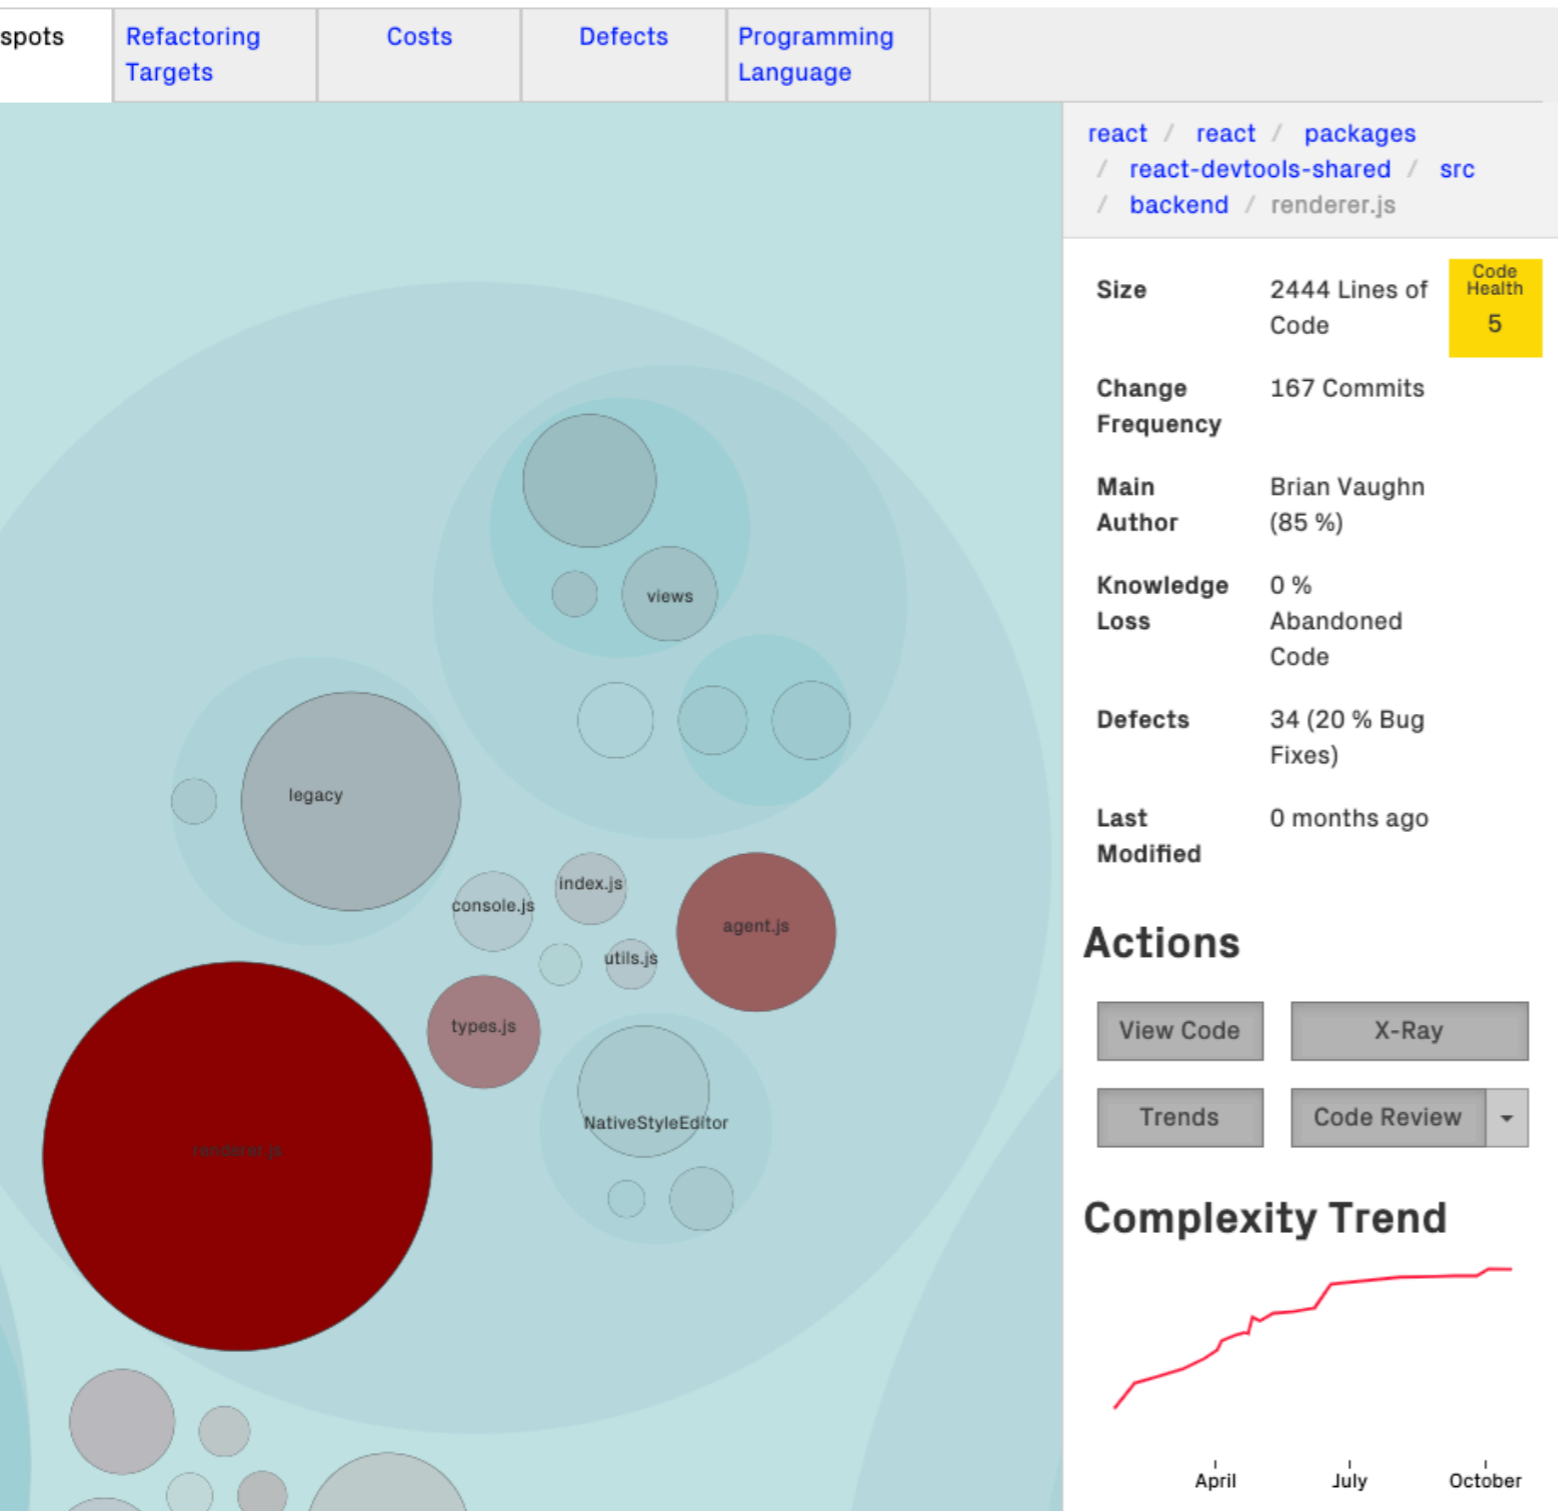 spots
Refactoring
Targets
Costs
Defects
Programming
Language
react / react / packages
/ react-devtools-shared / src
/ backend / renderer.js
Size
2444 Lines of
Code
Code
Health
5
Change
Frequency
167 Commits
Main
Author
Brian Vaughn
(85 %)
Knowledge
Loss
0 %
Abandoned
Code
Defects
34 (20 % Bug
Fixes)
Last
Modified
0 months ago
Actions
View Code
X-Ray
Trends
Code Review
Complexity Trend
April
July
October
views
legacy
index.js
console.js
agent.js
utils.js
types.js
NativeStyleEditor
renderer.js